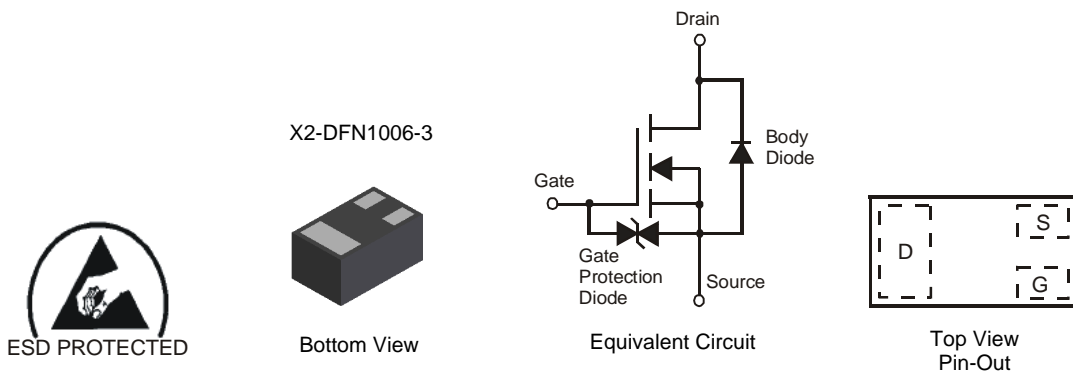 ESD PROTECTED
X2-DFN1006-3
Bottom View
Drain
Body
Diode
Gate
Gate
Protection
Diode
Source
Equivalent Circuit
D
S
G
Top View
Pin-Out